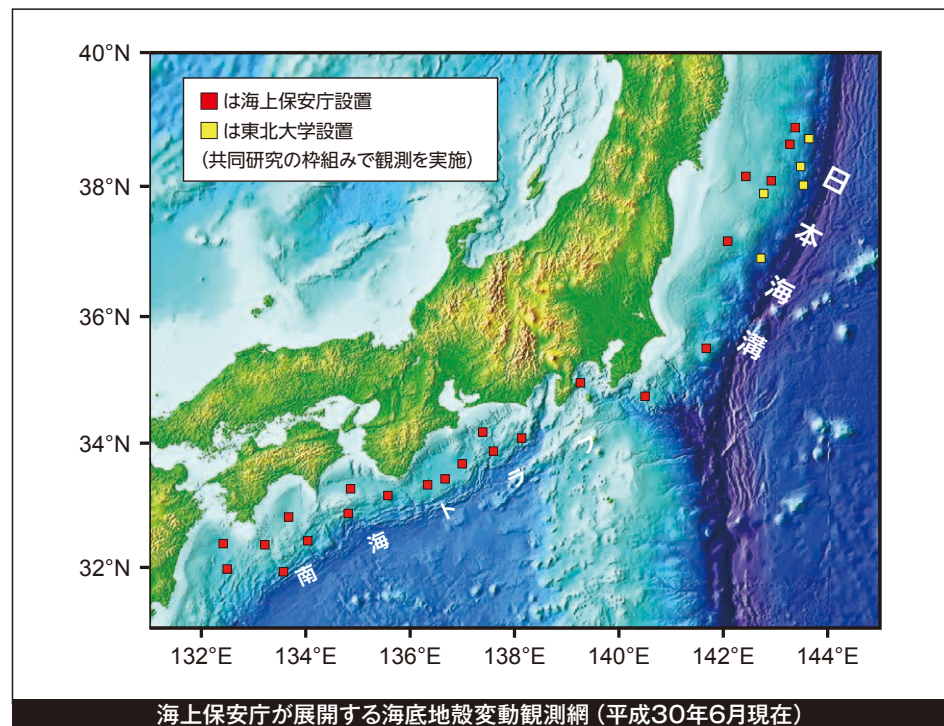 40°N
38°N
36°N
34°N
32°N
132°E 134°E 136°E 138°E 140°E 142°E 144°E
は海上保安庁設置
は東北大学設置
(共同研究の枠組みで観測を実施)
日本海溝
南海トラフ
海上保安庁が展開する海底地殻変動観測網(平成30年6月現在)